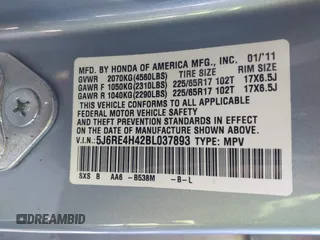 MFD. BY HONDA OF AMERICA MFG., INC. 01/'11
GVWR 2070KG(4560LBS) TIRE SIZE RIM SIZE
GAWR F 1050KG(2310LBS) 225/65R17 102T 17X6.5J
GAWR R 1040KG(2290LBS) 225/65R17 102T 17X6.5J
THIS VEHICLE CONFORMS TO ALL APPLICABLE
FEDERAL MOTOR VEHICLE SAFETY
AND THEFT PREVENTION STANDARDS IN EFFECT
ON THE DATE OF MANUFACTURE SHOWN ABOVE.
V.I.N.: 5J6RE4H42BL037893 TYPE: MPV
SXS B AA6 -B538M -B-L
DREAMBID